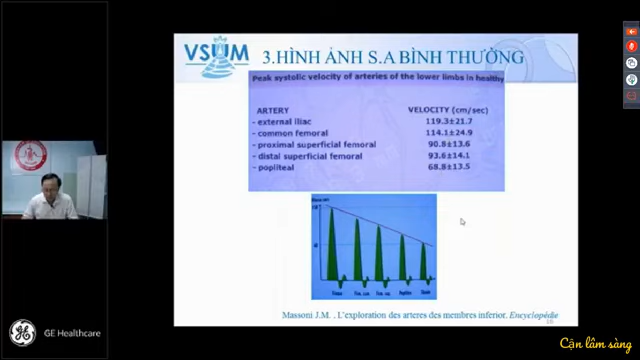 VSUM
3.HÌNH ẢNH S.A BÌNH THƯỜNG
Peak systolic velocity of arteries of the lower limbs in healthy
ARTERY VELOCITY (cm/sec)
- external iliac 119.3±21.7
- common femoral 114.1±24.9
- proximal superficial femoral 90.8±13.6
- distal superficial femoral 93.6±14.1
- popliteal 68.8±13.5
Massoni J.M. . L'exploration des arteres des membres inferior. Encyclopédie
16
GE Healthcare
Cận lâm sàng